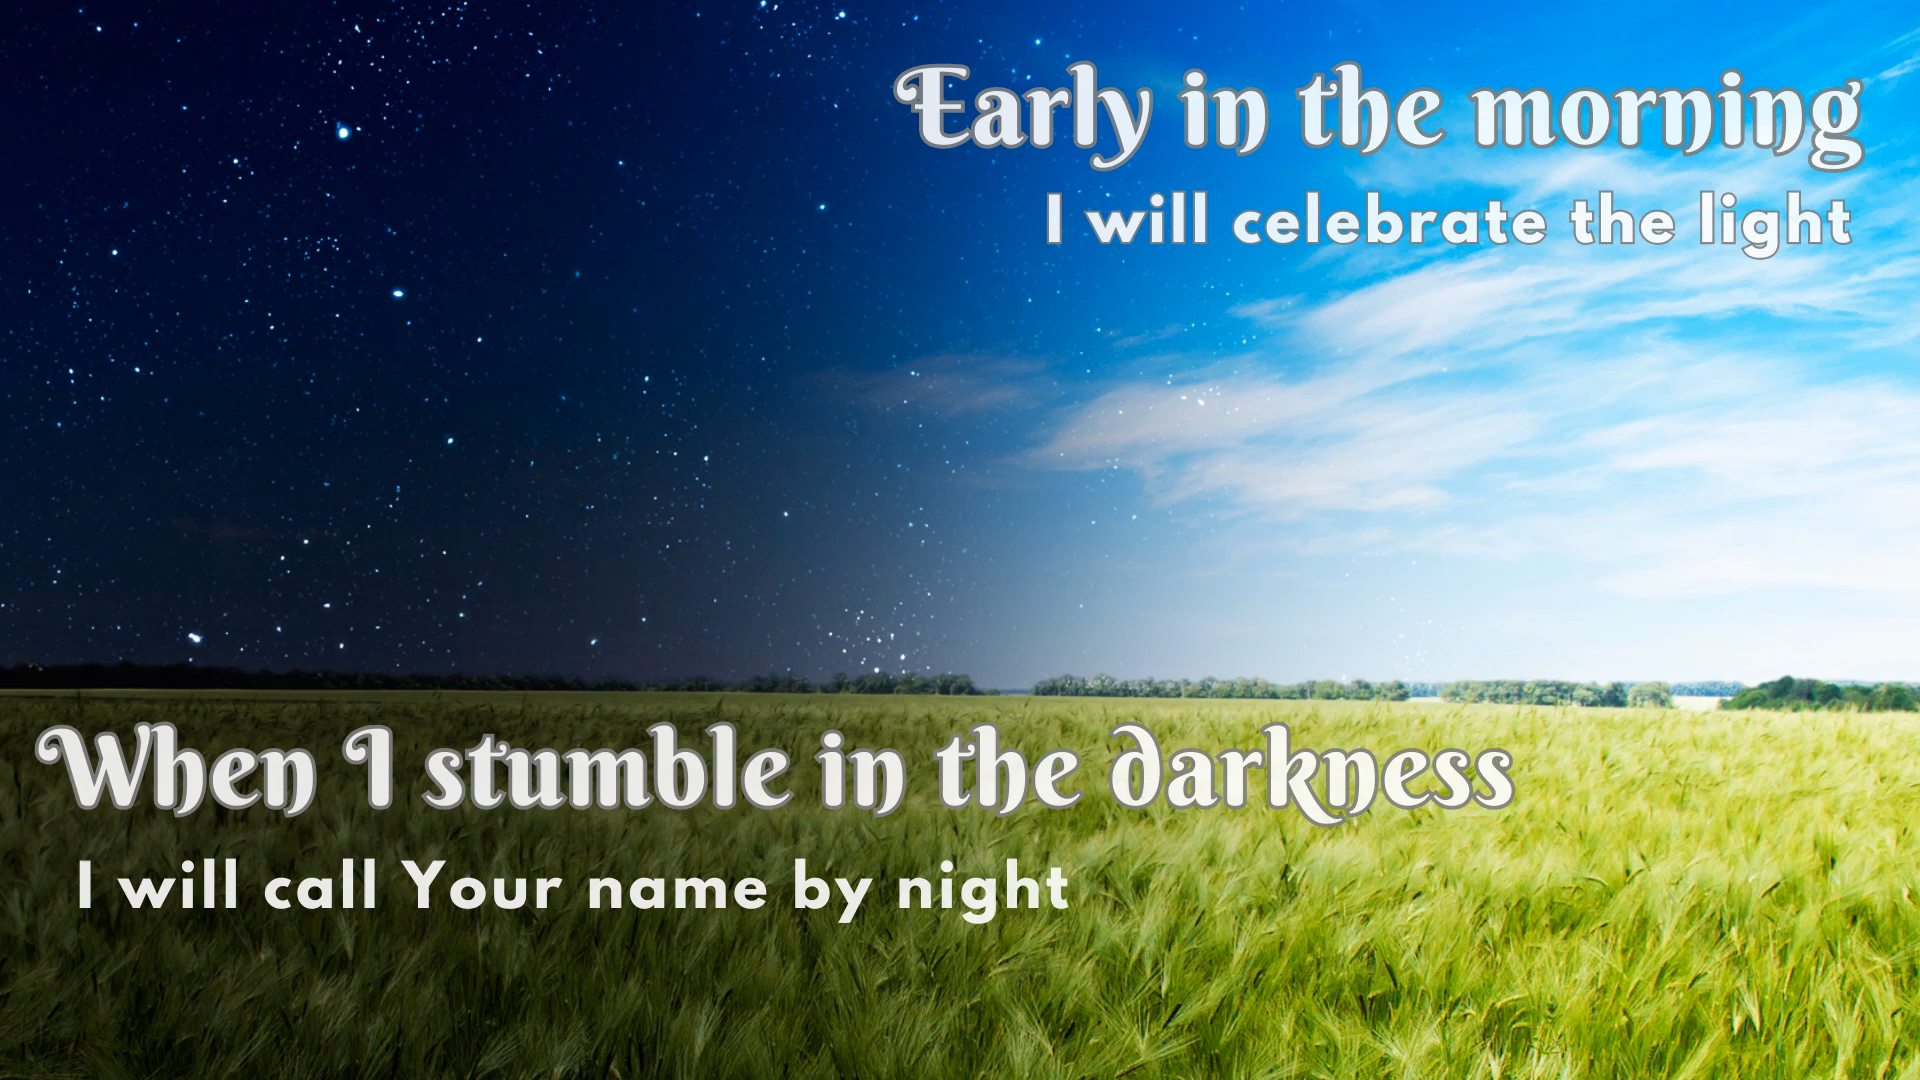 Early in the morning
I will celebrate the light
When I stumble in the darkness
I will call Your name by night